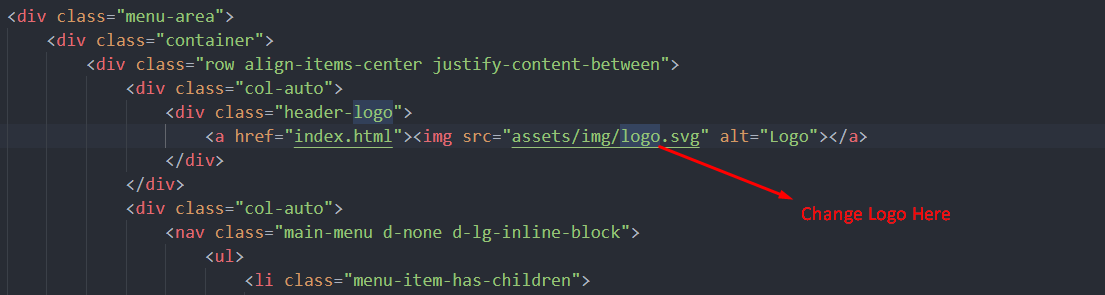 <div class="menu-area">
<div class="container">
<div class="row align-items-center justify-content-between">
<div class="col-auto">
<div class="header-logo">
<a href="index.html"><img src="assets/img/logo.svg" alt="Logo"></a>
</div>
</div>
<div class="col-auto">
<nav class="main-menu d-none d-lg-inline-block">
<ul>
<li class="menu-item-has-children">
Change Logo Here